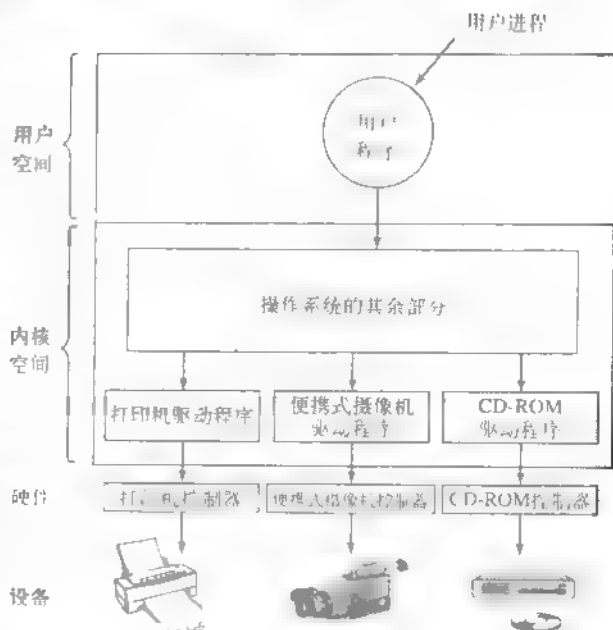 用户进程
用户
程序
用户
空间
操作系统的其余部分
内核
空间
打印机驱动程序
便携式摄像机
驱动程序
CD-ROM
驱动程序
硬件
打印机控制器
便携式摄像机控制器
CD-ROM控制器
设备